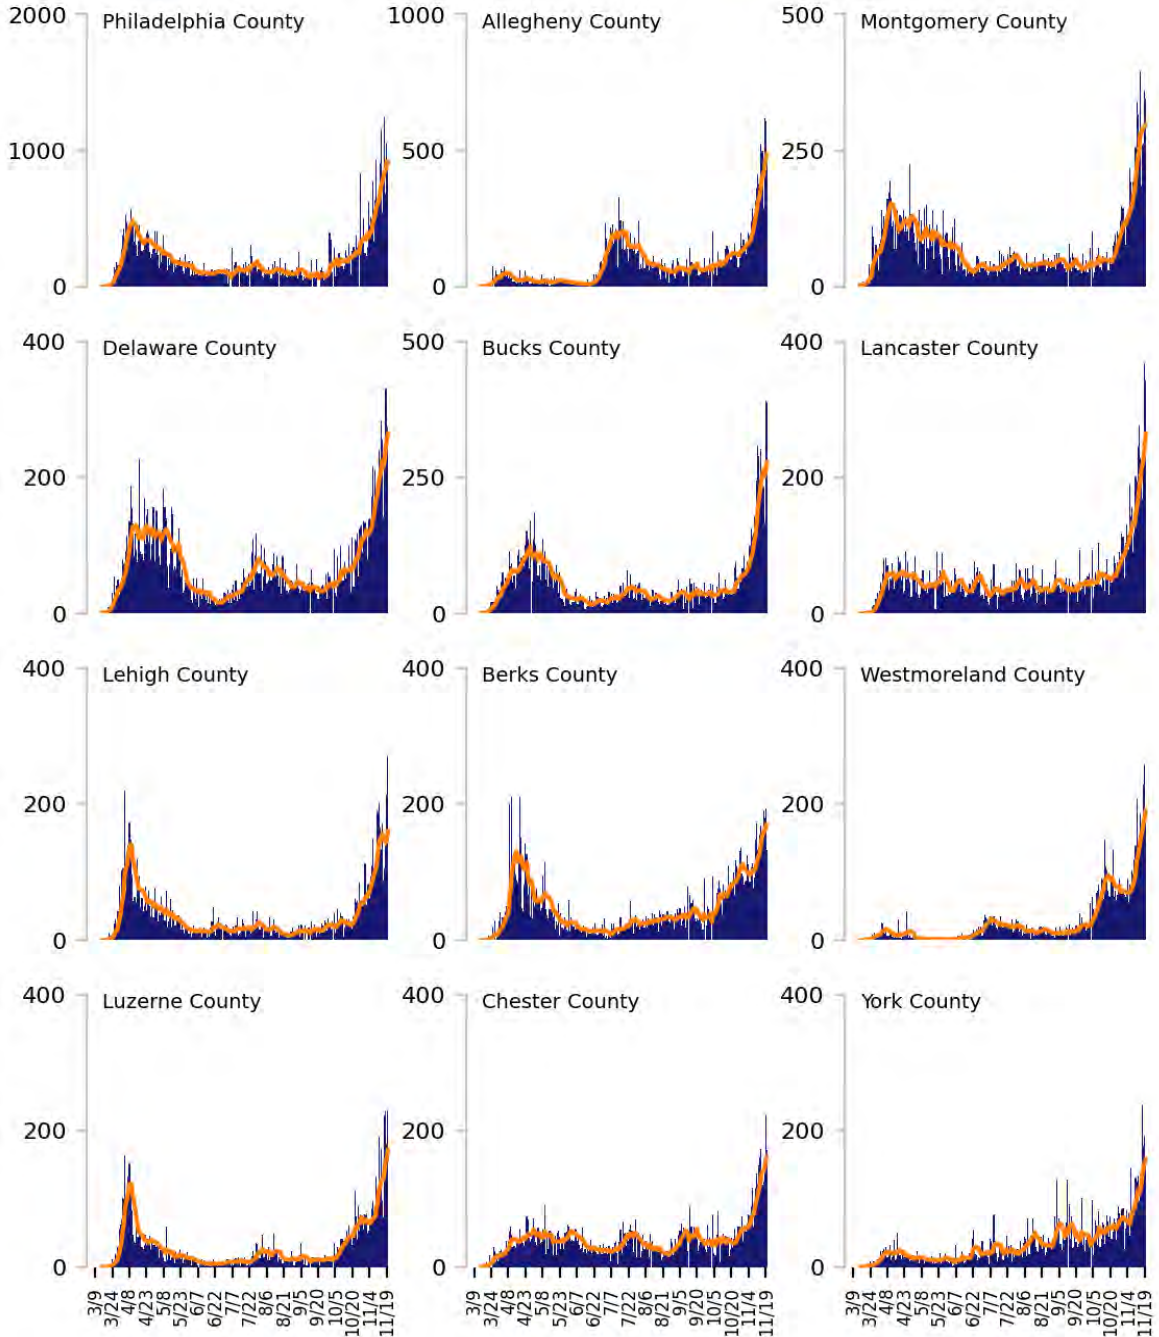 2000 Philadelphia County 1000 Allegheny County 500 Montgomery County
1000 500 250
0 0 0
400 Delaware County 500 Bucks County 400 Lancaster County
200 250 200
0 0 0
400 Lehigh County 400 Berks County 400 Westmoreland County
200 200 200
0 0 0
400 Luzerne County 400 Chester County 400 York County
200 200 200
0 0 0
3/9 3/24 4/8 4/23 5/8 5/23 6/7 6/22 7/7 7/22 8/6 8/21 9/5 9/20 10/5 10/20 11/4 11/19 3/9 3/24 4/8 4/23 5/8 5/23 6/7 6/22 7/7 7/22 8/6 8/21 9/5 9/20 10/5 10/20 11/4 11/19 3/9 3/24 4/8 4/23 5/8 5/23 6/7 6/22 7/7 7/22 8/6 8/21 9/5 9/20 10/5 10/20 11/4 11/19